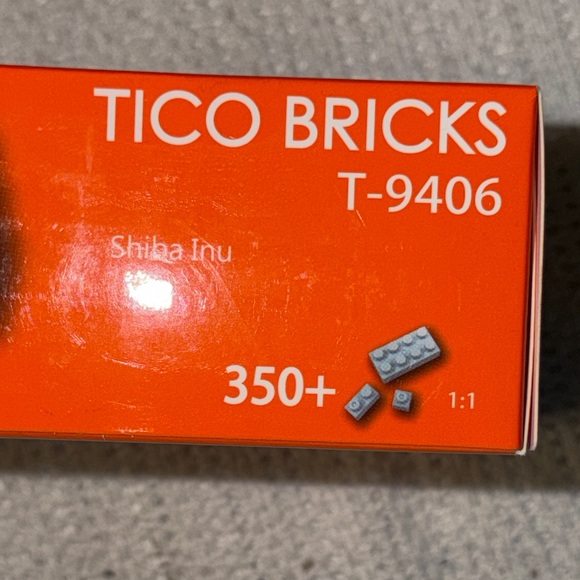 TICO BRICKS
T-9406
Shiba Inu
350+
1:1